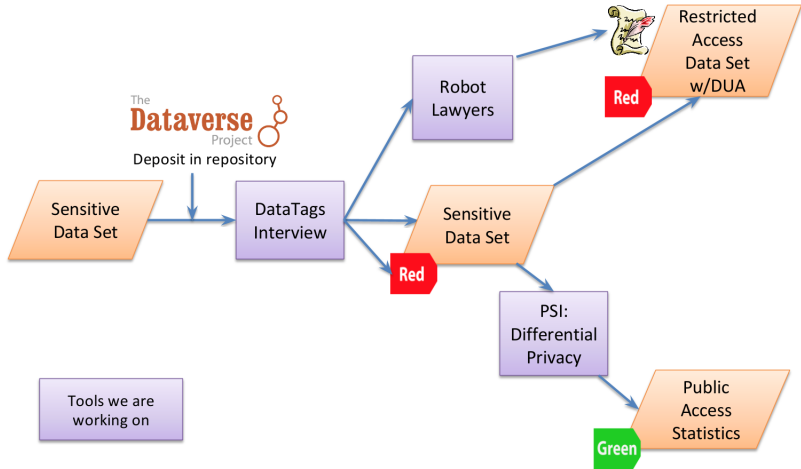 The
Dataverse
Project
Deposit in repository
Sensitive
Data Set
DataTags
Interview
Robot
Lawyers
Restricted
Access
Data Set
w/DUA
Red
Sensitive
Data Set
Red
PSI:
Differential
Privacy
Public
Access
Statistics
Green
Tools we are
working on